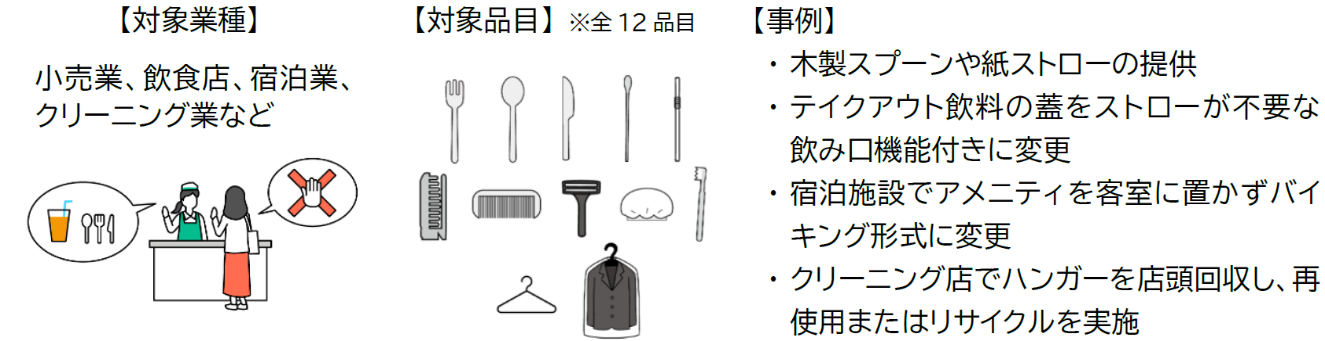 【対象業種】
小売業、飲食店、宿泊業、
クリーニング業など
【対象品目】 ※全12品目
【事例】
・木製スプーンや紙ストローの提供
・テイクアウト飲料の蓋をストローが不要な
飲み口機能付きに変更
・宿泊施設でアメニティを客室に置かずバイ
キング形式に変更
・クリーニング店でハンガーを店頭回収し、再
使用またはリサイクルを実施